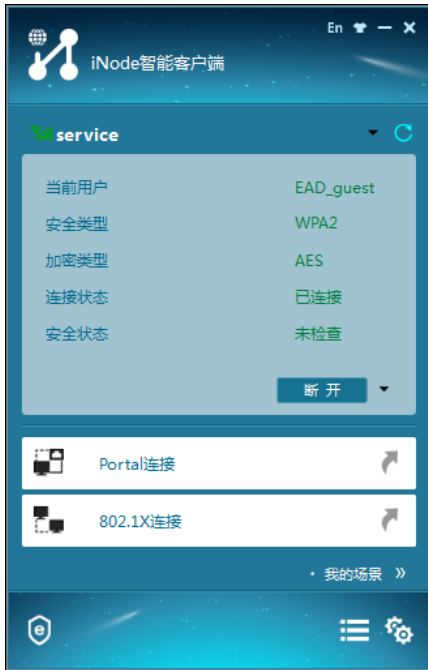 En
iNode智能客户端
service
当前用户 EAD_guest
安全类型 WPA2
加密类型 AES
连接状态 已连接
安全状态 未检查
断 开
Portal连接
802.1X连接
· 我的场景 »
e